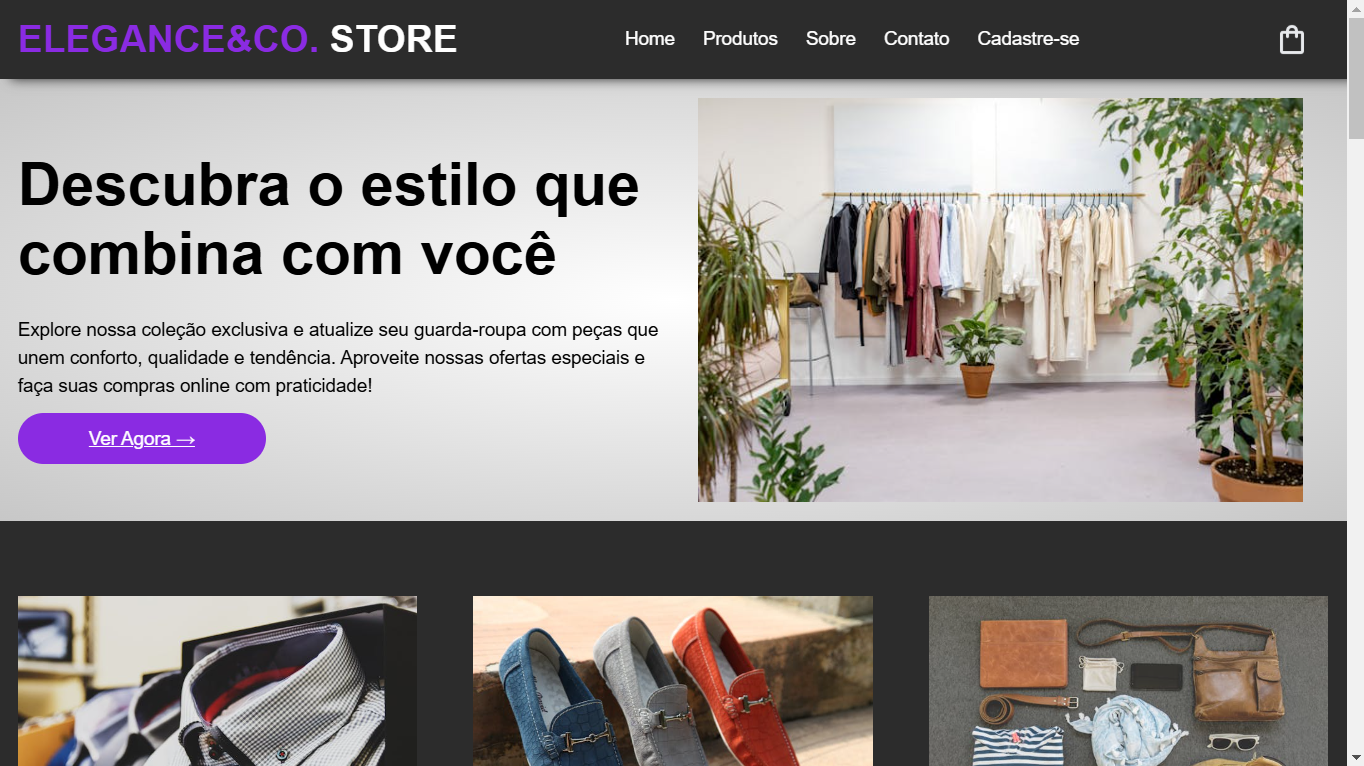 ELEGANCE&CO. STORE
Home Produtos Sobre Contato Cadastre-se
Descubra o estilo que
combina com você
Explore nossa coleção exclusiva e atualize seu guarda-roupa com peças que
unem conforto, qualidade e tendência. Aproveite nossas ofertas especiais e
faça suas compras online com praticidade!
Ver Agora →